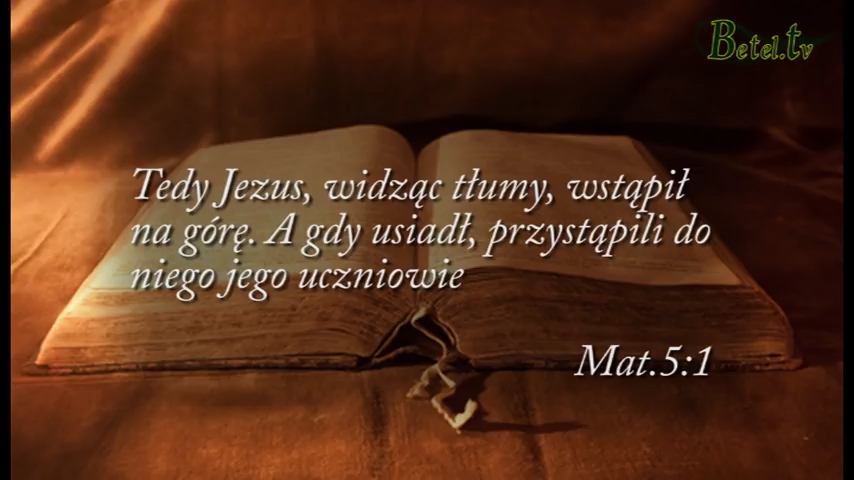 Betel.tv
Tedy Jezus, widząc tłumy, wstąpił
na górę. A gdy usiadł, przystąpili do
niego jego uczniowie
Mat.5:1